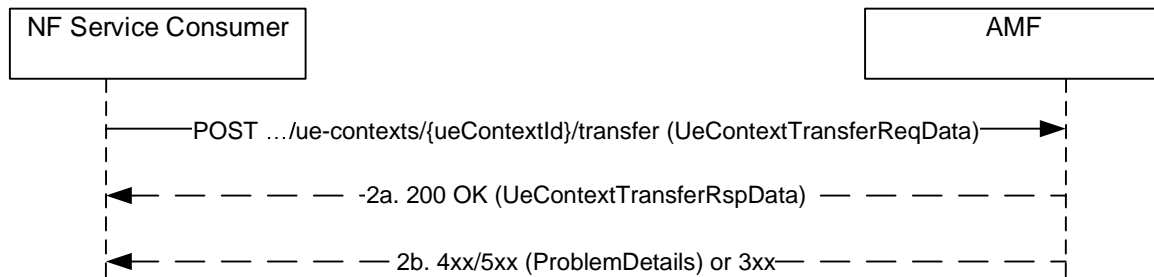 NF Service Consumer
AMF
POST …/ue-contexts/{ueContextId}/transfer (UeContextTransferReqData)
-2a. 200 OK (UeContextTransferRspData)
2b. 4xx/5xx (ProblemDetails) or 3xx